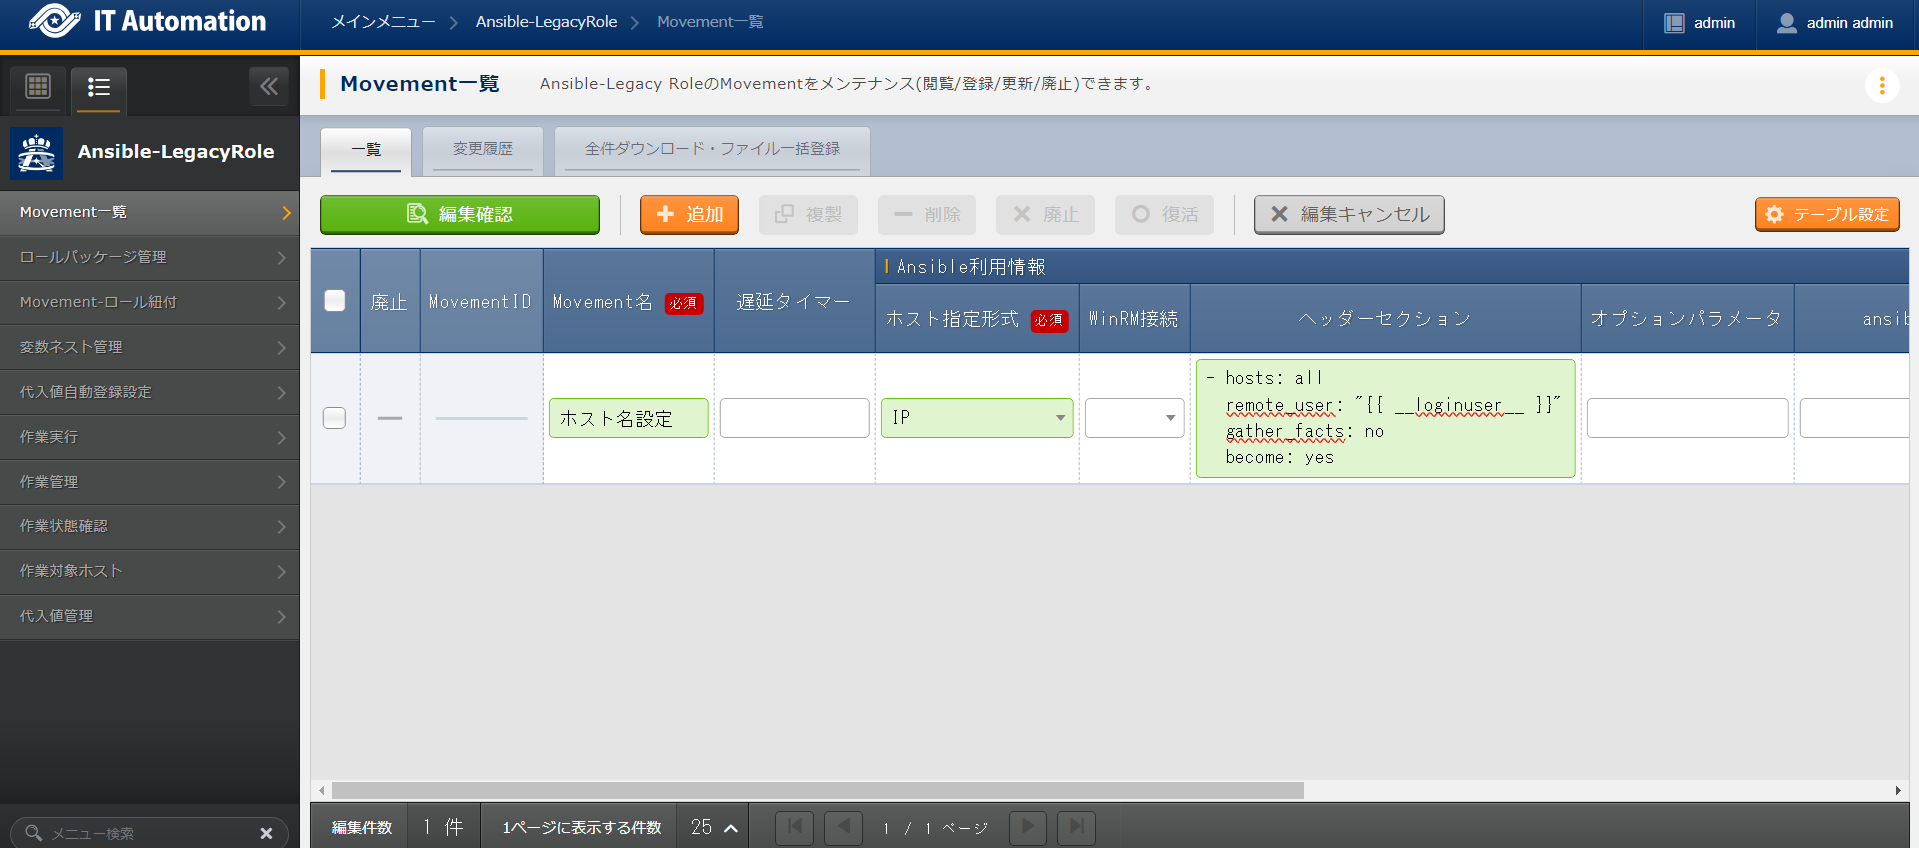 IT Automation
メインメニュー
Ansible-LegacyRole
Movement一覧
admin
admin admin
Ansible-LegacyRole
Movement一覧
ロールパッケージ管理
Movement-ロール紐付
変数ネスト管理
代入値自動登録設定
作業実行
作業管理
作業状態確認
作業対象ホスト
代入値管理
メニュー検索
Movement一覧
Ansible-Legacy RoleのMovementをメンテナンス(閲覧/登録/更新/廃止)できます。
一覧
変更履歴
全件ダウンロード・ファイル一括登録
編集確認
追加
複製
削除
廃止
復活
編集キャンセル
テーブル設定
廃止
MovementID
Movement名 必須
遅延タイマー
Ansible利用情報
ホスト指定形式 必須
WinRM接続
ヘッダーセクション
オプションパラメータ
ansib
ホスト名設定
IP
- hosts: all
remote_user: "{{ __loginuser__ }}"
gather_facts: no
become: yes
編集件数
1 件
1ページに表示する件数
25
1 / 1 ページ